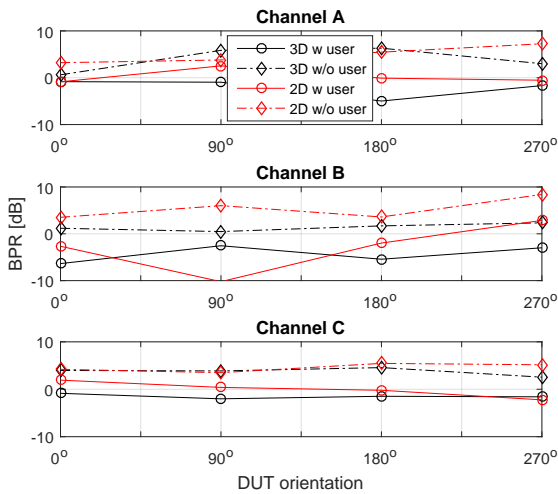 Channel A
10
0
-10
3D w user
3D w/o user
2D w user
2D w/o user
0° 90° 180° 270°
Channel B
10
0
-10
BPR [dB]
0° 90° 180° 270°
Channel C
10
0
-10
0° 90° 180° 270°
DUT orientation